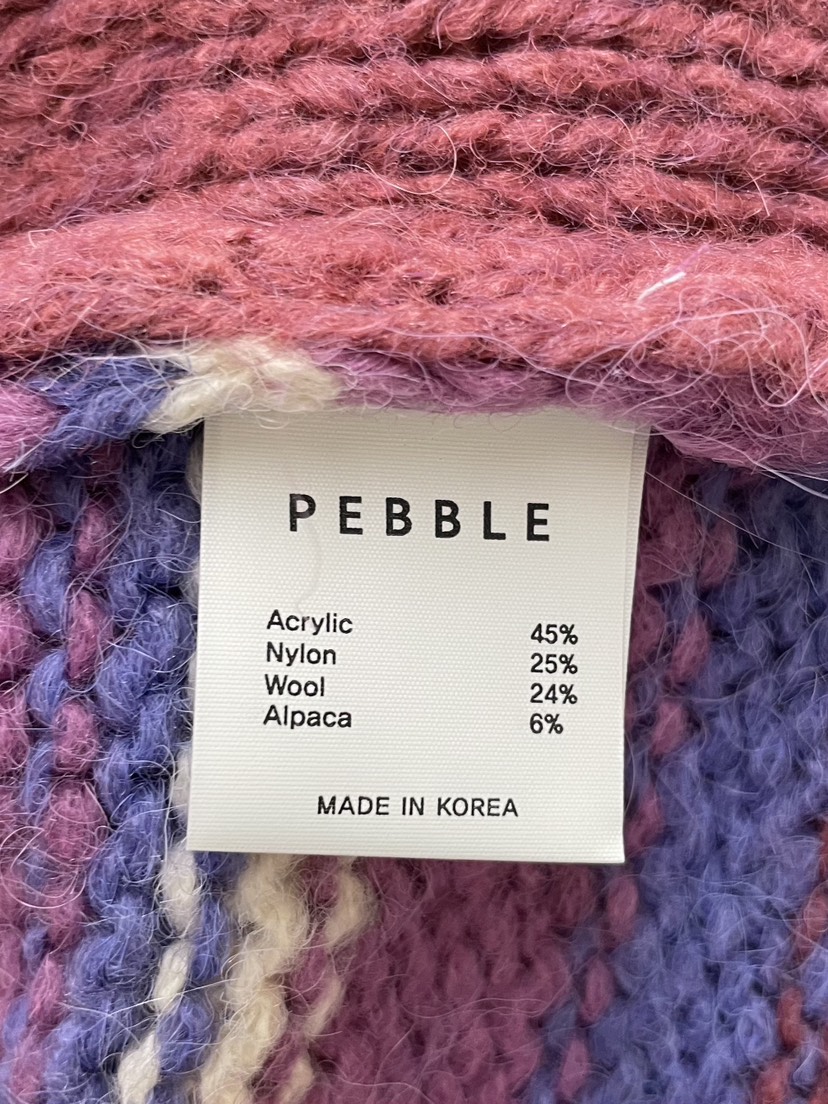 PEBBLE
Acrylic 45%
Nylon 25%
Wool 24%
Alpaca 6%
MADE IN KOREA